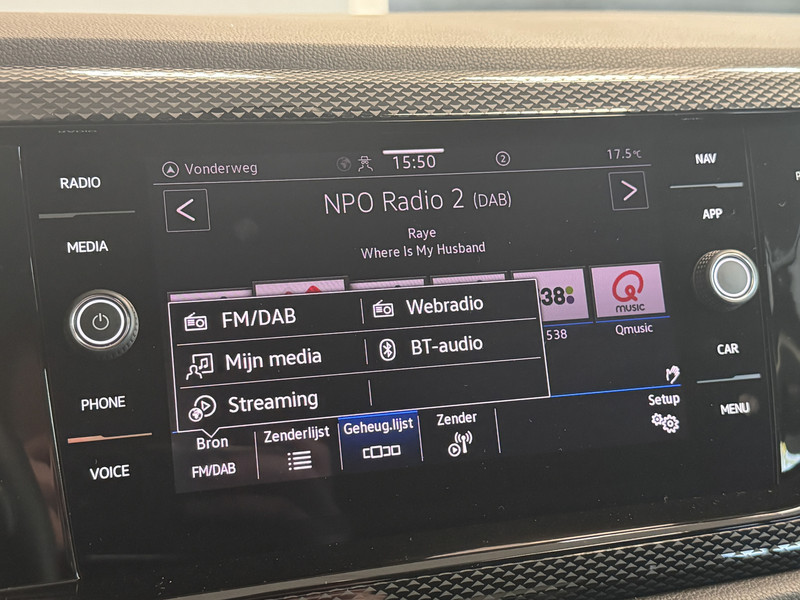 RADIO
MEDIA
PHONE
VOICE
Vonderweg
15:50
2
17.5°C
NPO Radio 2 (DAB)
Raye
Where Is My Husband
38
538
Q
MUSIC
Qmusic
FM/DAB
Webradio
Mijn media
BT-audio
Streaming
Bron
FM/DAB
Zenderlijst
Geheug.lijst
Zender
Setup
NAV
APP
CAR
MENU